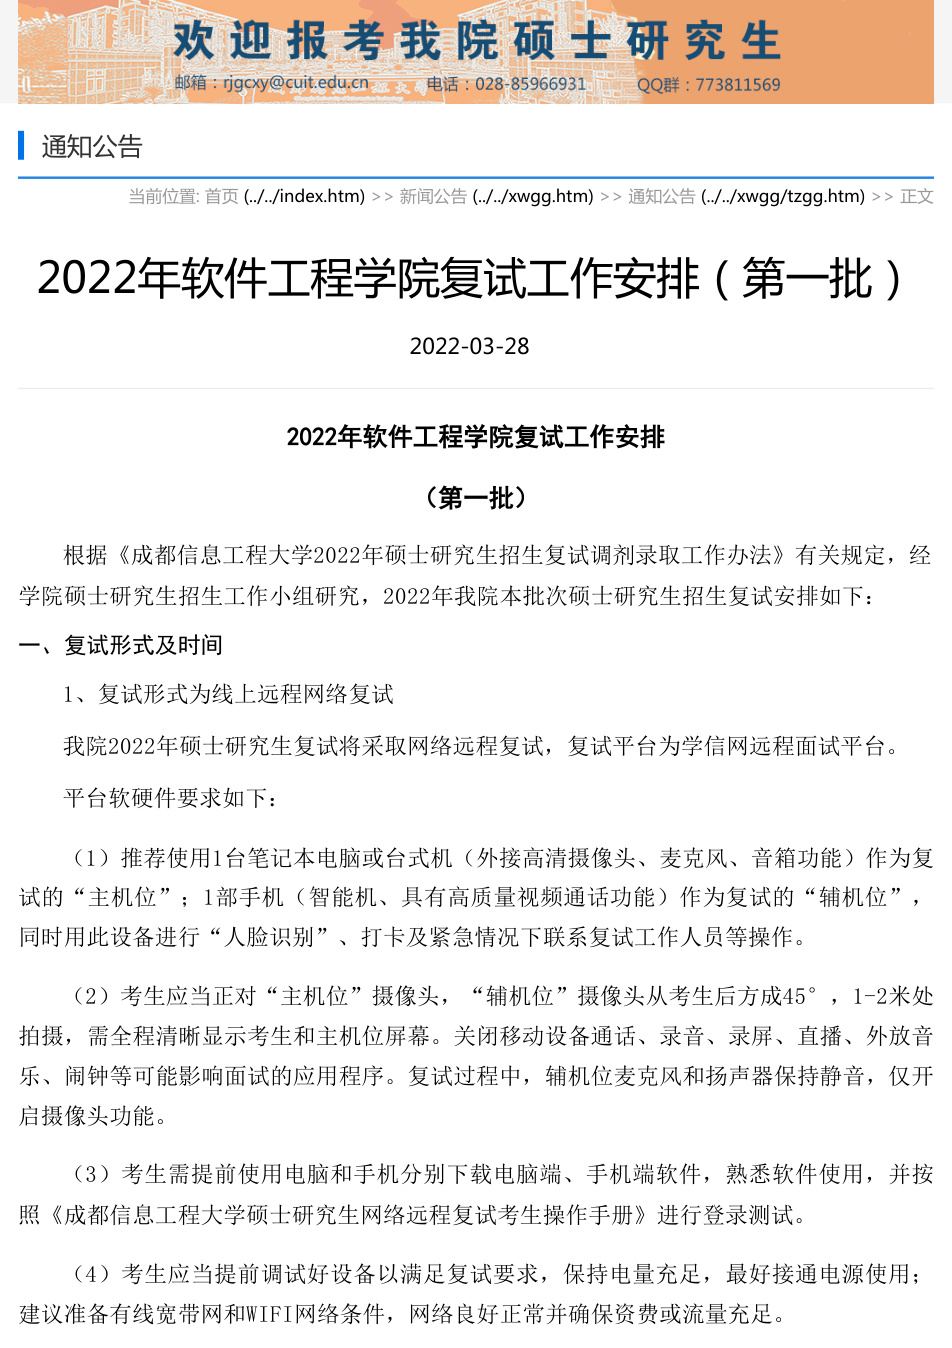 欢迎报考我院硕士研究生
邮箱：rjgcxy@cuit.edu.cn 电话：028-85966931 QQ群：773811569
通知公告
当前位置: 首页 (../../index.htm) >> 新闻公告 (../../xwgg.htm) >> 通知公告 (../../xwgg/tzgg.htm) >> 正文
2022年软件工程学院复试工作安排（第一批）
2022-03-28
2022年软件工程学院复试工作安排
（第一批）
根据《成都信息工程大学2022年硕士研究生招生复试调剂录取工作办法》有关规定，经
学院硕士研究生招生工作小组研究，2022年我院本批次硕士研究生招生复试安排如下：
一、复试形式及时间
1、复试形式为线上远程网络复试
我院2022年硕士研究生复试将采取网络远程复试，复试平台为学信网远程面试平台。
平台软硬件要求如下：
（1）推荐使用1台笔记本电脑或台式机（外接高清摄像头、麦克风、音箱功能）作为复
试的“主机位”；1部手机（智能机、具有高质量视频通话功能）作为复试的“辅机位”，
同时用此设备进行“人脸识别”、打卡及紧急情况下联系复试工作人员等操作。
（2）考生应当正对“主机位”摄像头，“辅机位”摄像头从考生后方成45°，1-2米处
拍摄，需全程清晰显示考生和主机位屏幕。关闭移动设备通话、录音、录屏、直播、外放音
乐、闹钟等可能影响面试的应用程序。复试过程中，辅机位麦克风和扬声器保持静音，仅开
启摄像头功能。
（3）考生需提前使用电脑和手机分别下载电脑端、手机端软件，熟悉软件使用，并按
照《成都信息工程大学硕士研究生网络远程复试考生操作手册》进行登录测试。
（4）考生应当提前调试好设备以满足复试要求，保持电量充足，最好接通电源使用；
建议准备有线宽带网和WIFI网络条件，网络良好正常并确保资费或流量充足。